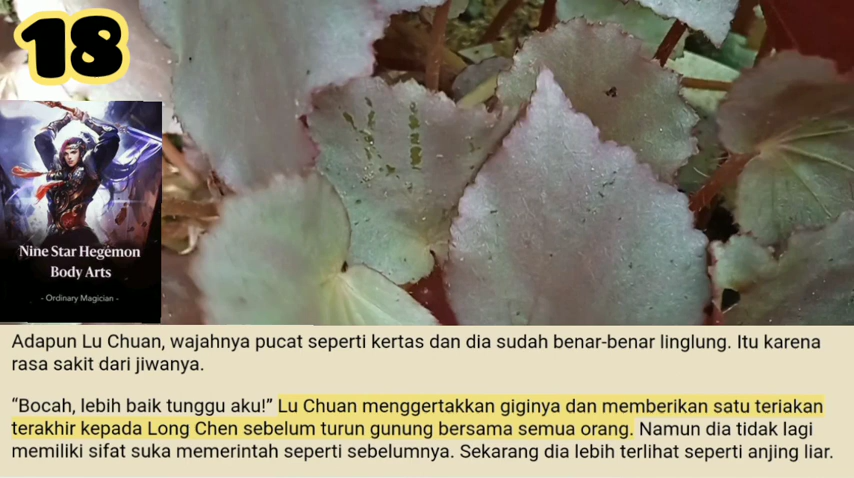 18
Nine Star Hegemon
Body Arts
- Ordinary Magician -
Adapun Lu Chuan, wajahnya pucat seperti kertas dan dia sudah benar-benar linglung. Itu karena
rasa sakit dari jiwanya.
“Bocah, lebih baik tunggu aku!” Lu Chuan menggertakkan giginya dan memberikan satu teriakan
terakhir kepada Long Chen sebelum turun gunung bersama semua orang. Namun dia tidak lagi
memiliki sifat suka memerintah seperti sebelumnya. Sekarang dia lebih terlihat seperti anjing liar.